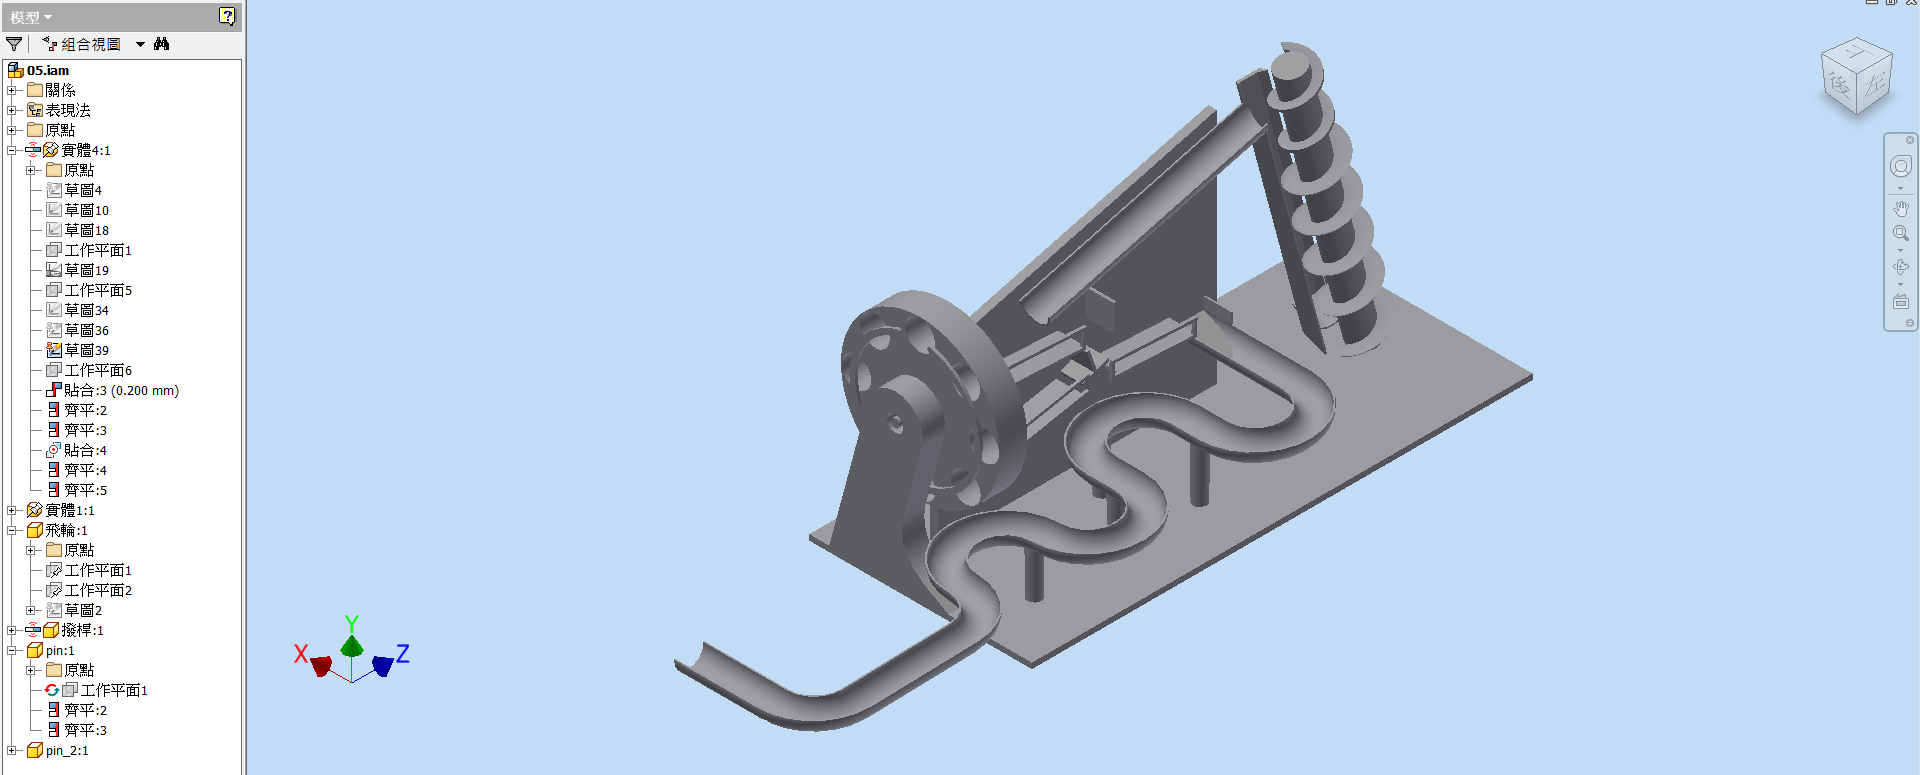 模型
組合視圖
05.iam
關係
表現法
原點
實體4:1
原點
草圖4
草圖10
草圖18
工作平面1
草圖19
工作平面5
草圖34
草圖36
草圖39
工作平面6
貼合:3 (0.200 mm)
齊平:2
齊平:3
貼合:4
齊平:4
齊平:5
實體1:1
飛輪:1
原點
工作平面1
工作平面2
草圖2
撥桿:1
pin:1
原點
工作平面1
齊平:2
齊平:3
pin_2:1
X
Y
Z
上
後
左